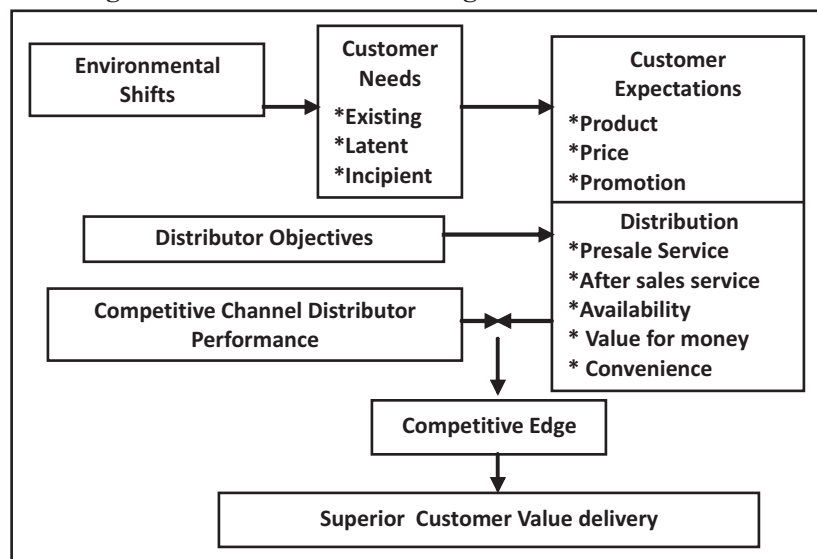 Environmental
Shifts
Customer
Needs
*Existing
*Latent
*Incipient
Customer
Expectations
*Product
*Price
*Promotion
Distributor Objectives
Distribution
*Presale Service
*After sales service
*Availability
* Value for money
* Convenience
Competitive Channel Distributor
Performance
Competitive Edge
Superior Customer Value delivery